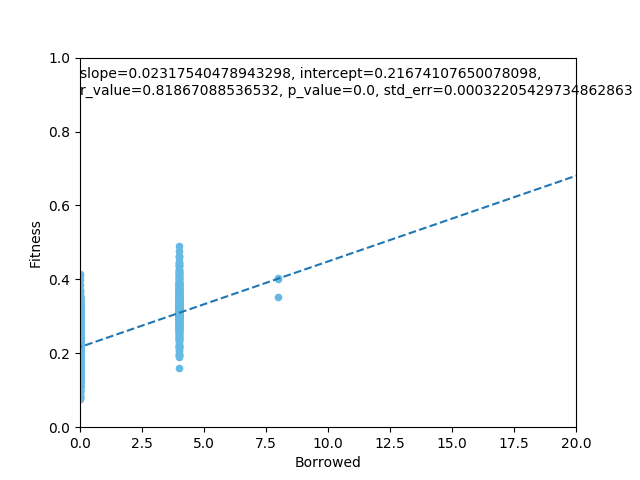 slope=0.02317540478943298, intercept=0.21674107650078098,
r_value=0.81867088536532, p_value=0.0, std_err=0.00032205429734862863
1.0
0.8
0.6
0.4
0.2
0.0
Fitness
0.0 2.5 5.0 7.5 10.0 12.5 15.0 17.5 20.0
Borrowed